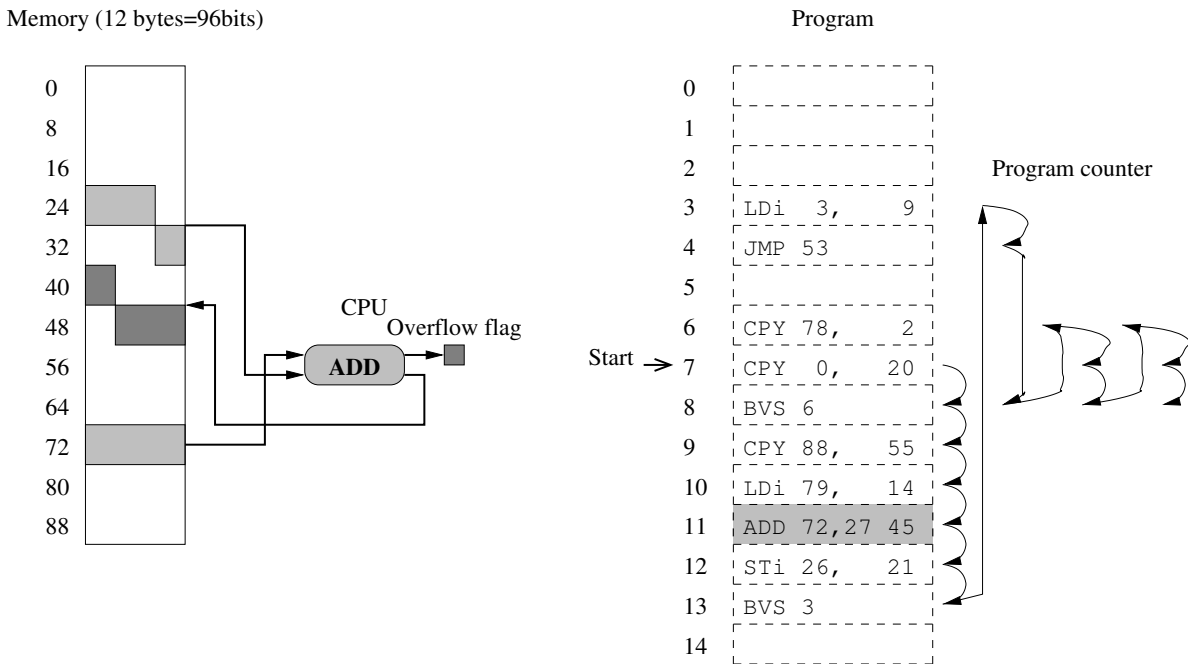 Memory (12 bytes=96bits)
0
8
16
24
32
40
48
56
64
72
80
88
CPU
Overflow flag
ADD
Program
Program counter
Start
0
1
2
3 LDi 3, 9
4 JMP 53
5
6 CPY 78, 2
7 CPY 0, 20
8 BVS 6
9 CPY 88, 55
10 LDi 79, 14
11 ADD 72,27 45
12 STi 26, 21
13 BVS 3
14